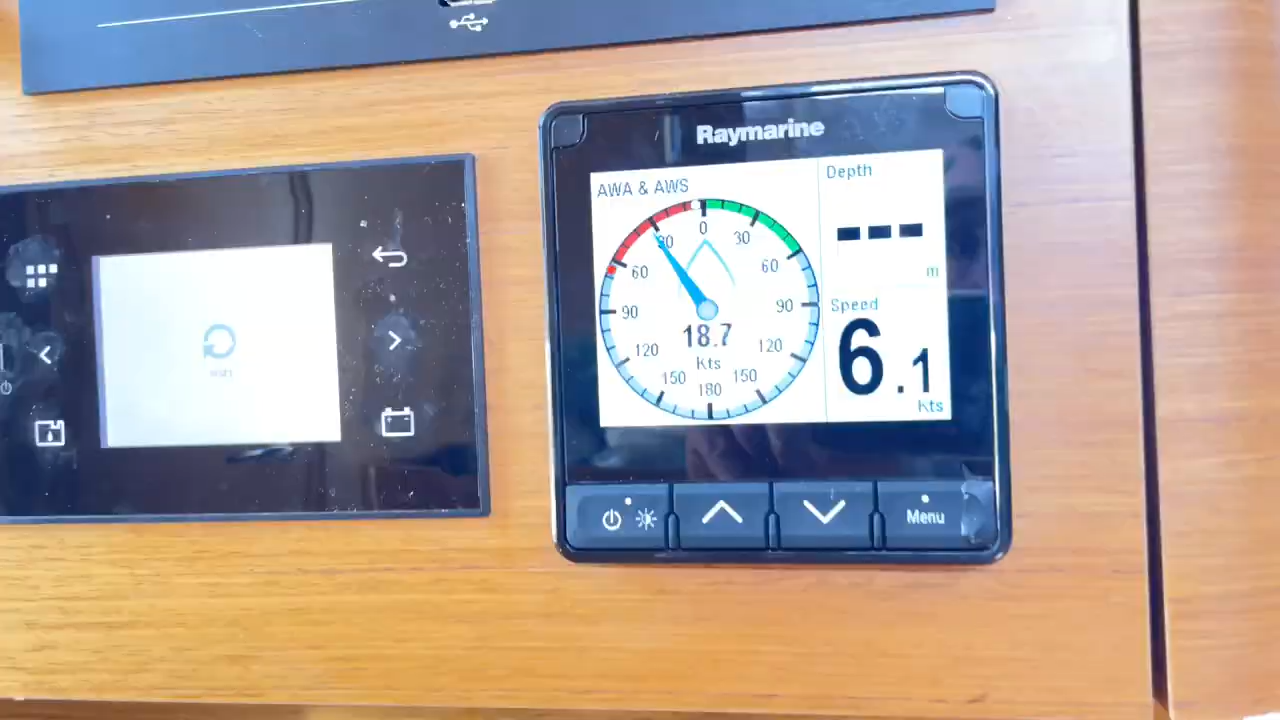 Raymarine
AWA & AWS
Depth
---
m
0
30
30
60
60
90
90
120
120
150
150
180
18.7
Kts
Speed
6.1
Kts
Menu